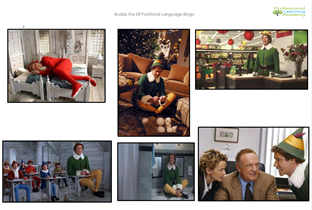 Buddy the Elf Positional Language Bingo
Professional
Learning
Academy